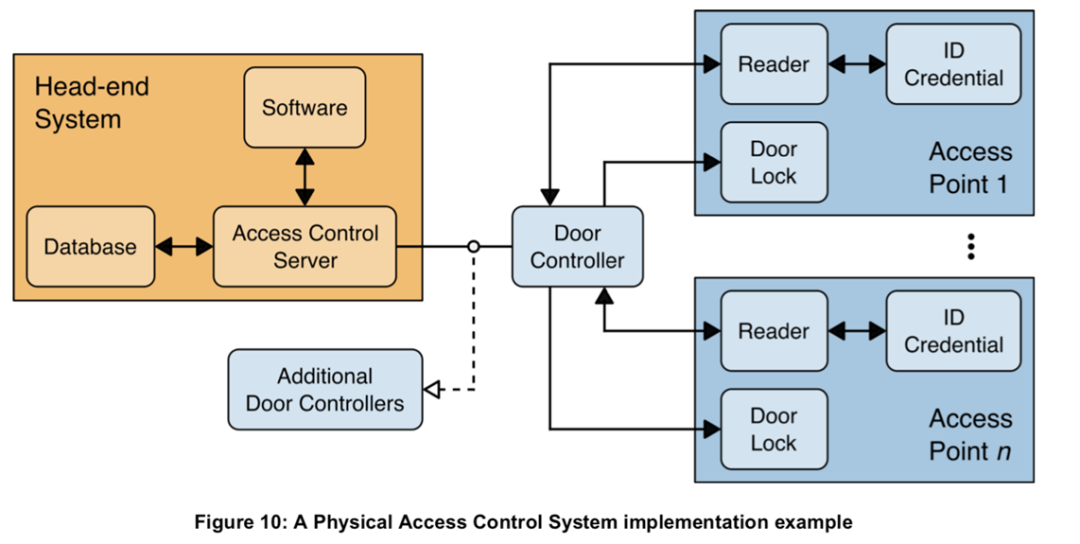 Head-end
System
Software
Database
Access Control
Server
Additional
Door Controllers
Door
Controller
Reader
ID
Credential
Door
Lock
Access
Point 1
Reader
ID
Credential
Door
Lock
Access
Point n
Figure 10: A Physical Access Control System implementation example